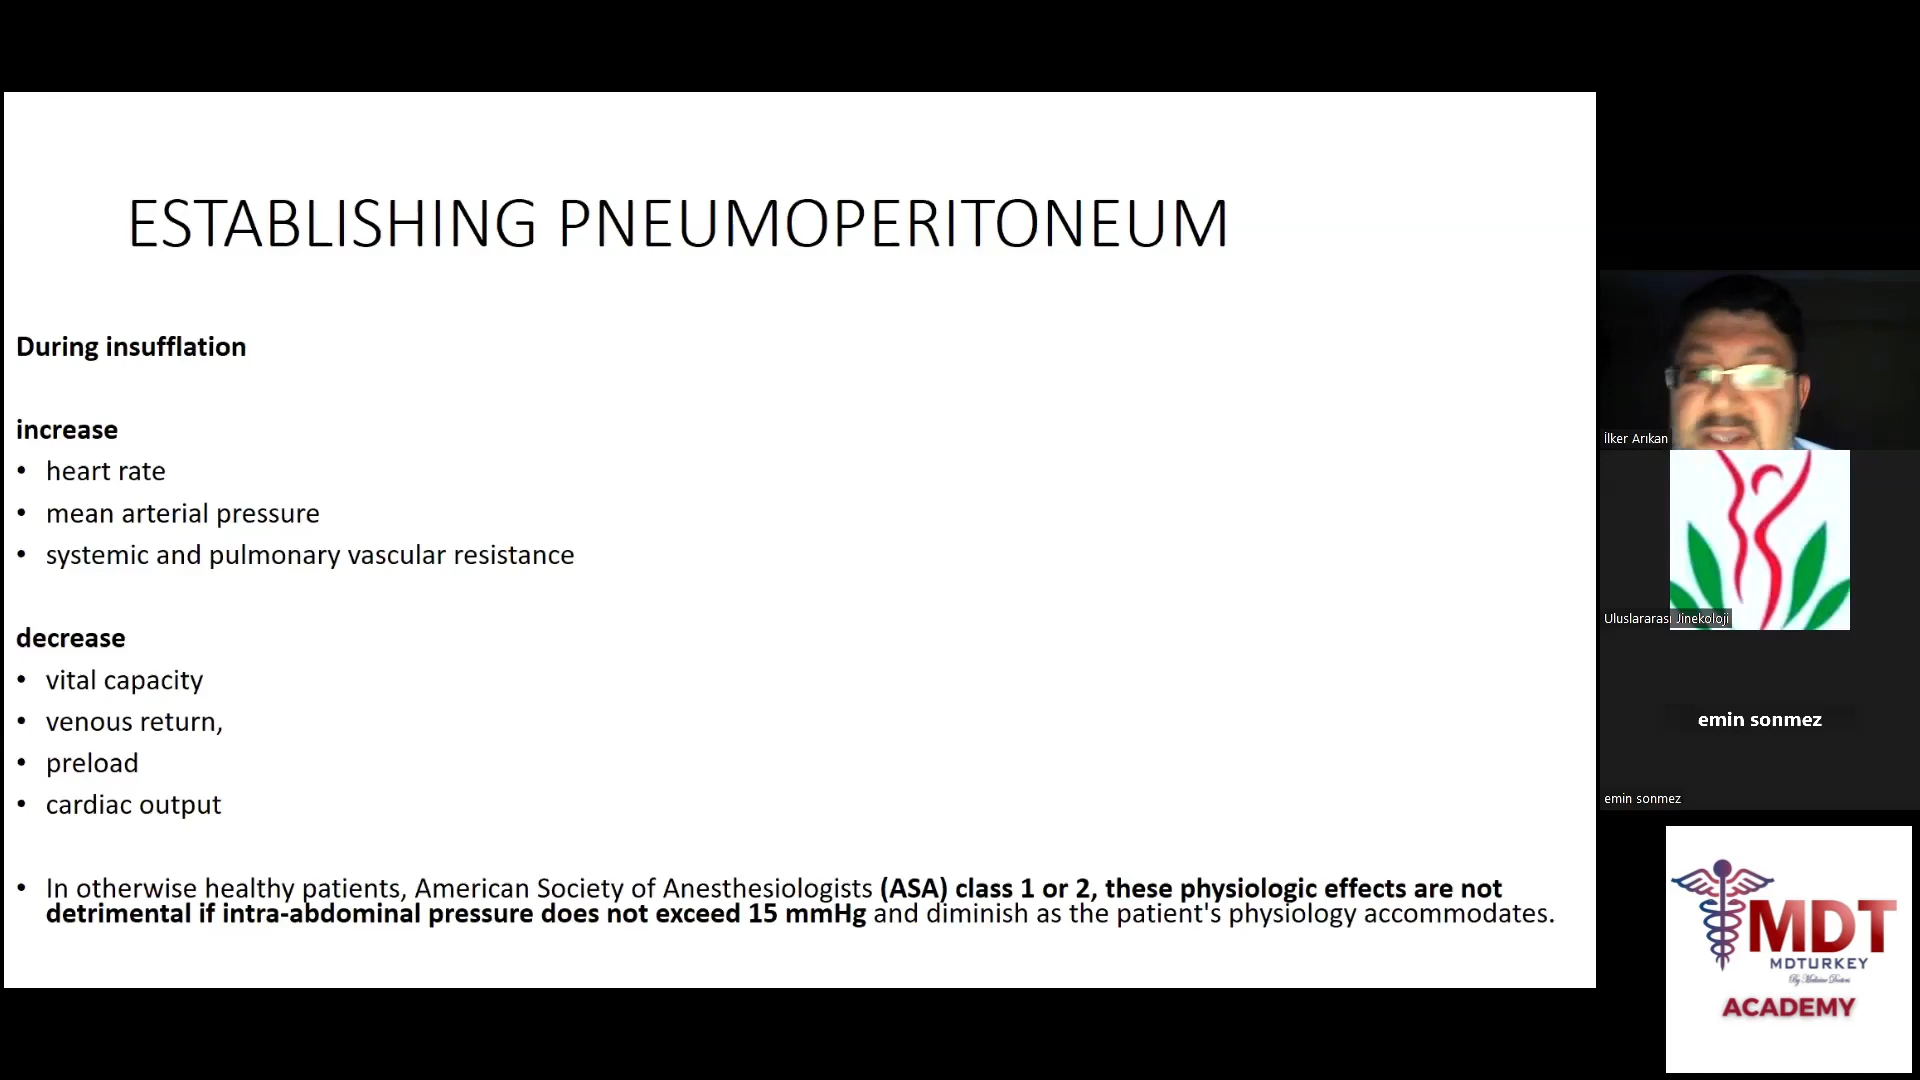 ESTABLISHING PNEUMOPERITONEUM
During insufflation
increase
• heart rate
• mean arterial pressure
• systemic and pulmonary vascular resistance
decrease
• vital capacity
• venous return,
• preload
• cardiac output
• In otherwise healthy patients, American Society of Anesthesiologists (ASA) class 1 or 2, these physiologic effects are not
detrimental if intra-abdominal pressure does not exceed 15 mmHg and diminish as the patient's physiology accommodates.
İlker Arıkan
Uluslararası Jinekoloji
emin sonmez
emin sonmez
MDT
MDTURKEY
By Medicine Doctors
ACADEMY